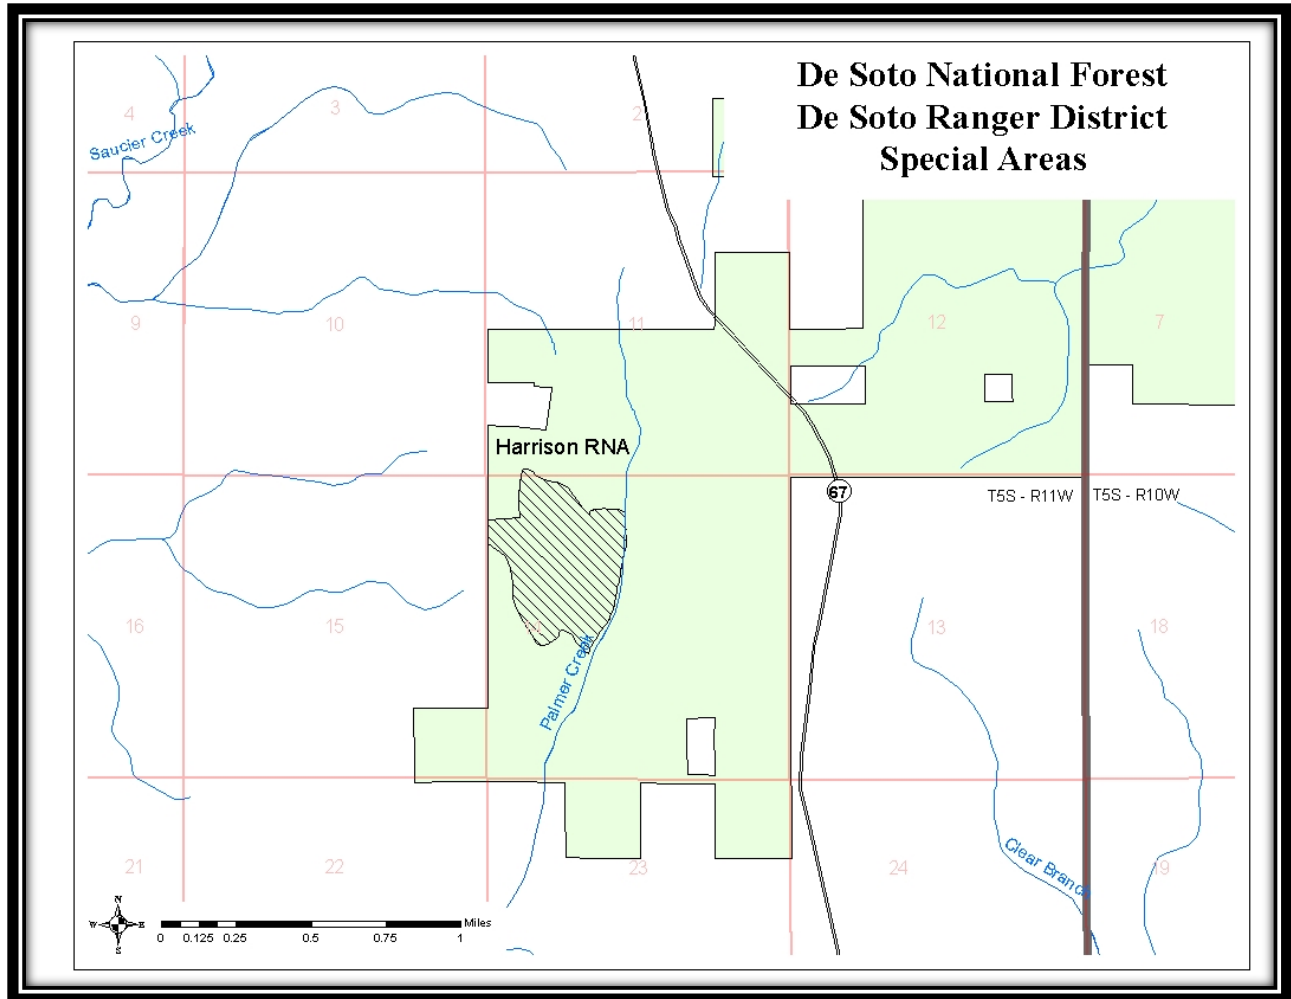 De Soto National Forest
De Soto Ranger District
Special Areas
4
3
2
Saucier Creek
9
10
11
12
7
Harrison RNA
67
T5S - R11W
T5S - R10W
16
15
14
13
18
Palmer Creek
21
22
23
24
19
Clear Branch
N
W E
S
Miles
0 0.125 0.25 0.5 0.75 1